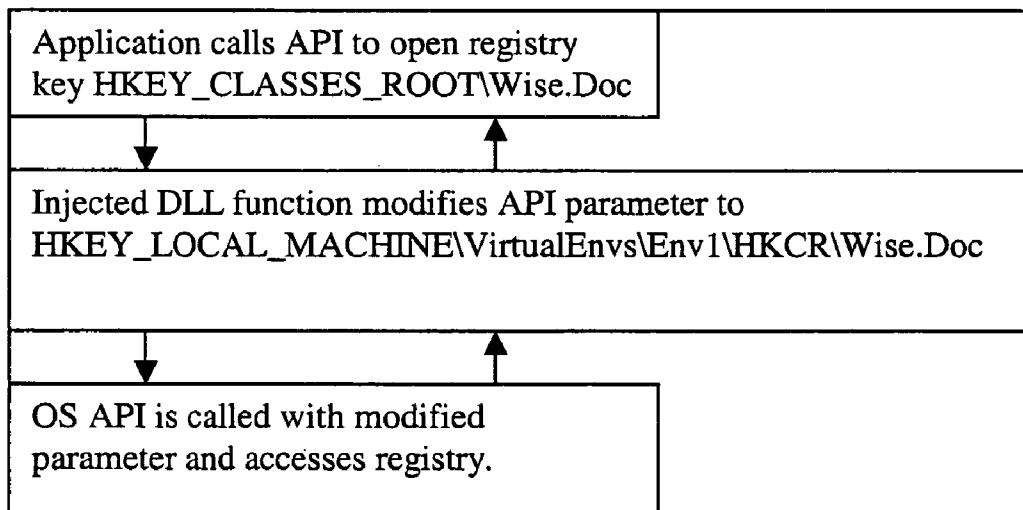 Application calls API to open registry
key HKEY_CLASSES_ROOT\Wise.Doc
Injected DLL function modifies API parameter to
HKEY_LOCAL_MACHINE\VirtualEnvs\Env1\HKCR\Wise.Doc
OS API is called with modified
parameter and accesses registry.